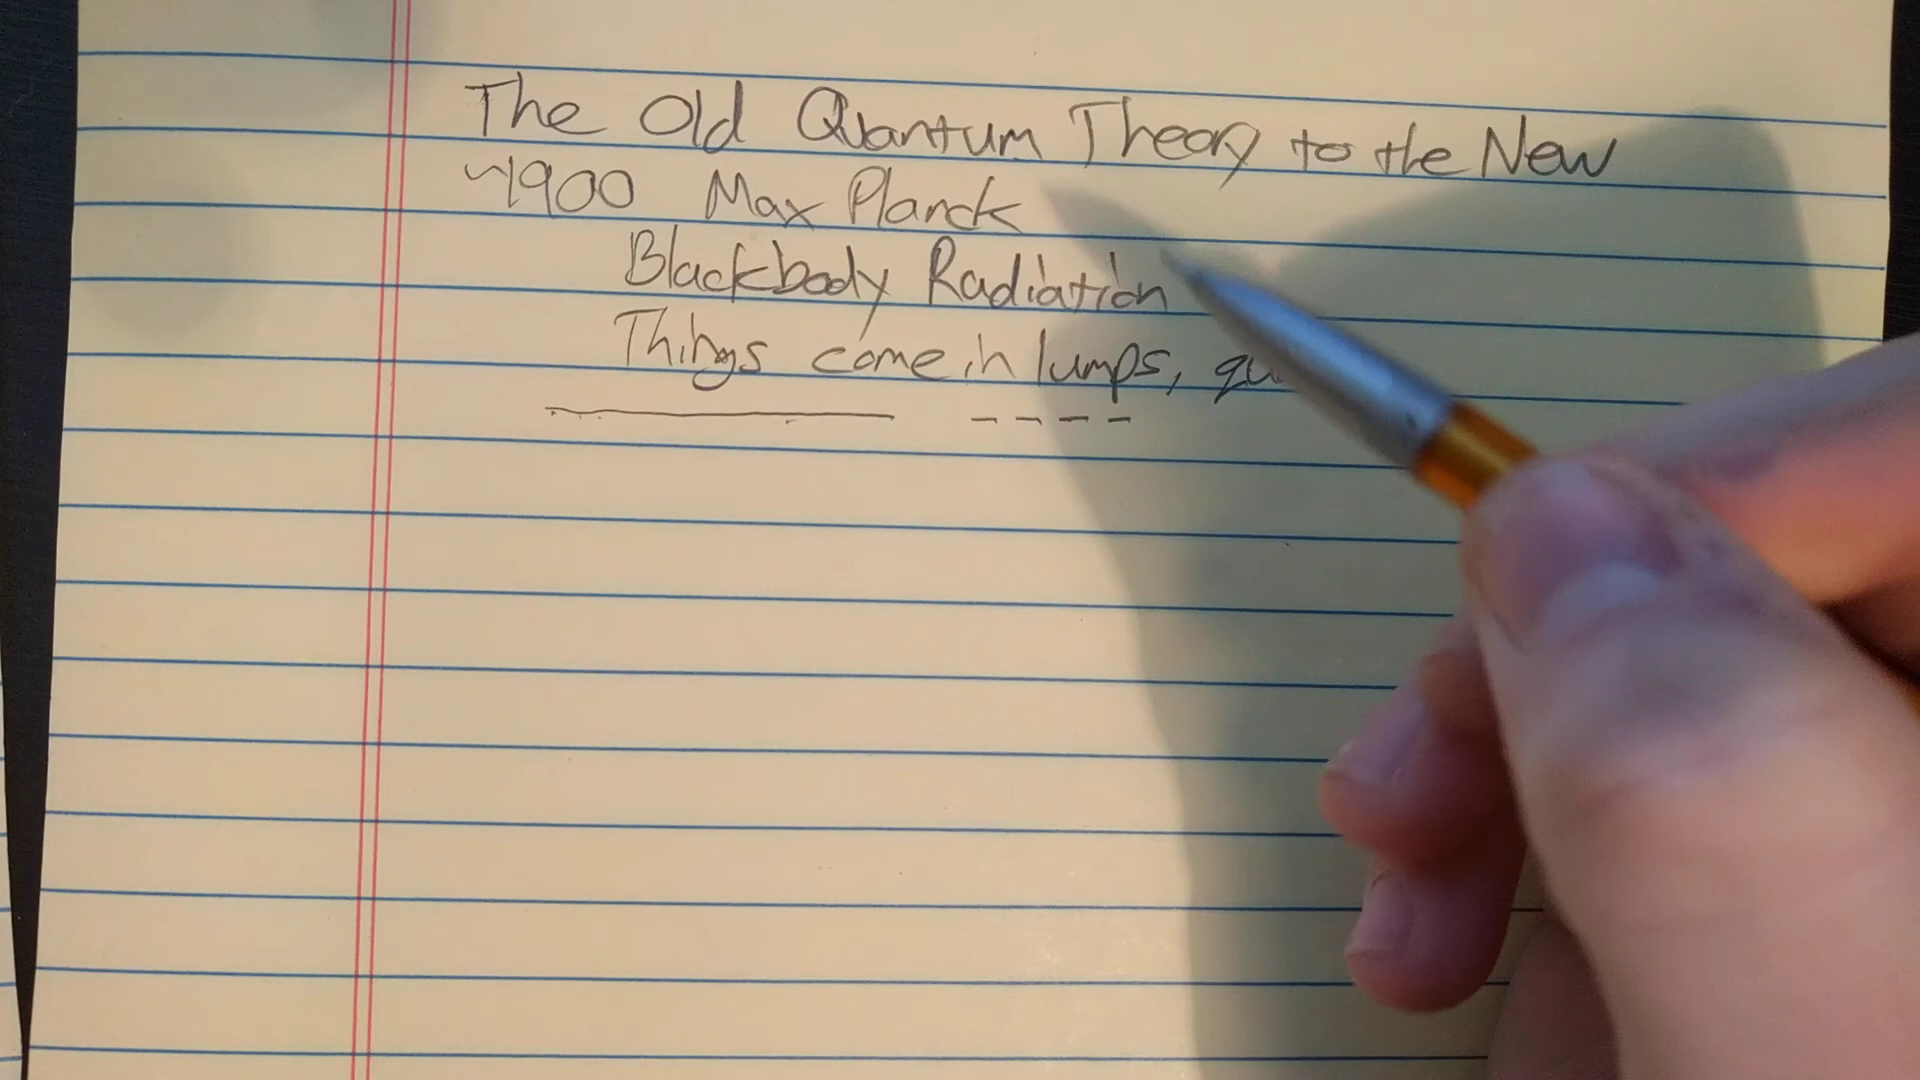 The Old Quantum Theory to the New
~1900 Max Planck
Blackbody Radiation
Things come in lumps,